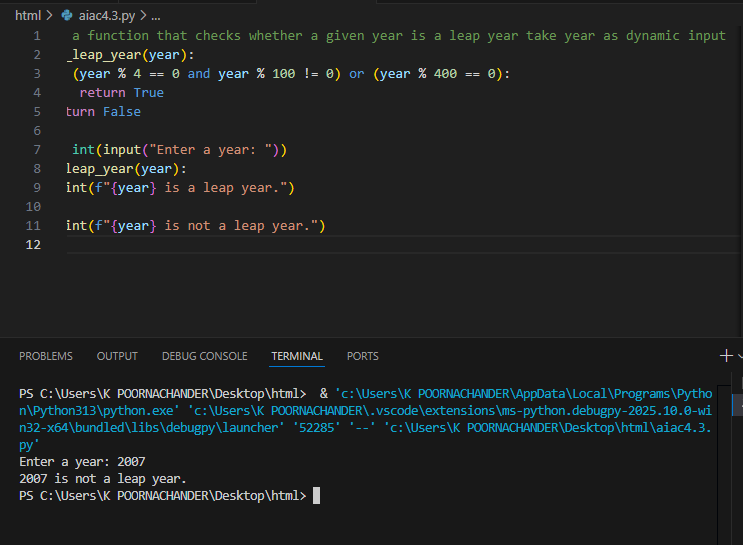 html > aiac4.3.py > ...
1 a function that checks whether a given year is a leap year take year as dynamic input
2 _leap_year(year):
3 (year % 4 == 0 and year % 100 != 0) or (year % 400 == 0):
4 return True
5 turn False
6
7 int(input("Enter a year: "))
8 leap_year(year):
9 int(f"{year} is a leap year.")
10
11 int(f"{year} is not a leap year.")
12
PROBLEMS OUTPUT DEBUG CONSOLE TERMINAL PORTS
PS C:\Users\K POORNACHANDER\Desktop\html> & 'c:\Users\K POORNACHANDER\AppData\Local\Programs\Pytho
n\Python313\python.exe' 'c:\Users\K POORNACHANDER\.vscode\extensions\ms-python.debugpy-2025.10.0-wi
n32-x64\bundled\libs\debugpy\launcher' '52285' '--' 'c:\Users\K POORNACHANDER\Desktop\html\aiac4.3.
py'
Enter a year: 2007
2007 is not a leap year.
PS C:\Users\K POORNACHANDER\Desktop\html>